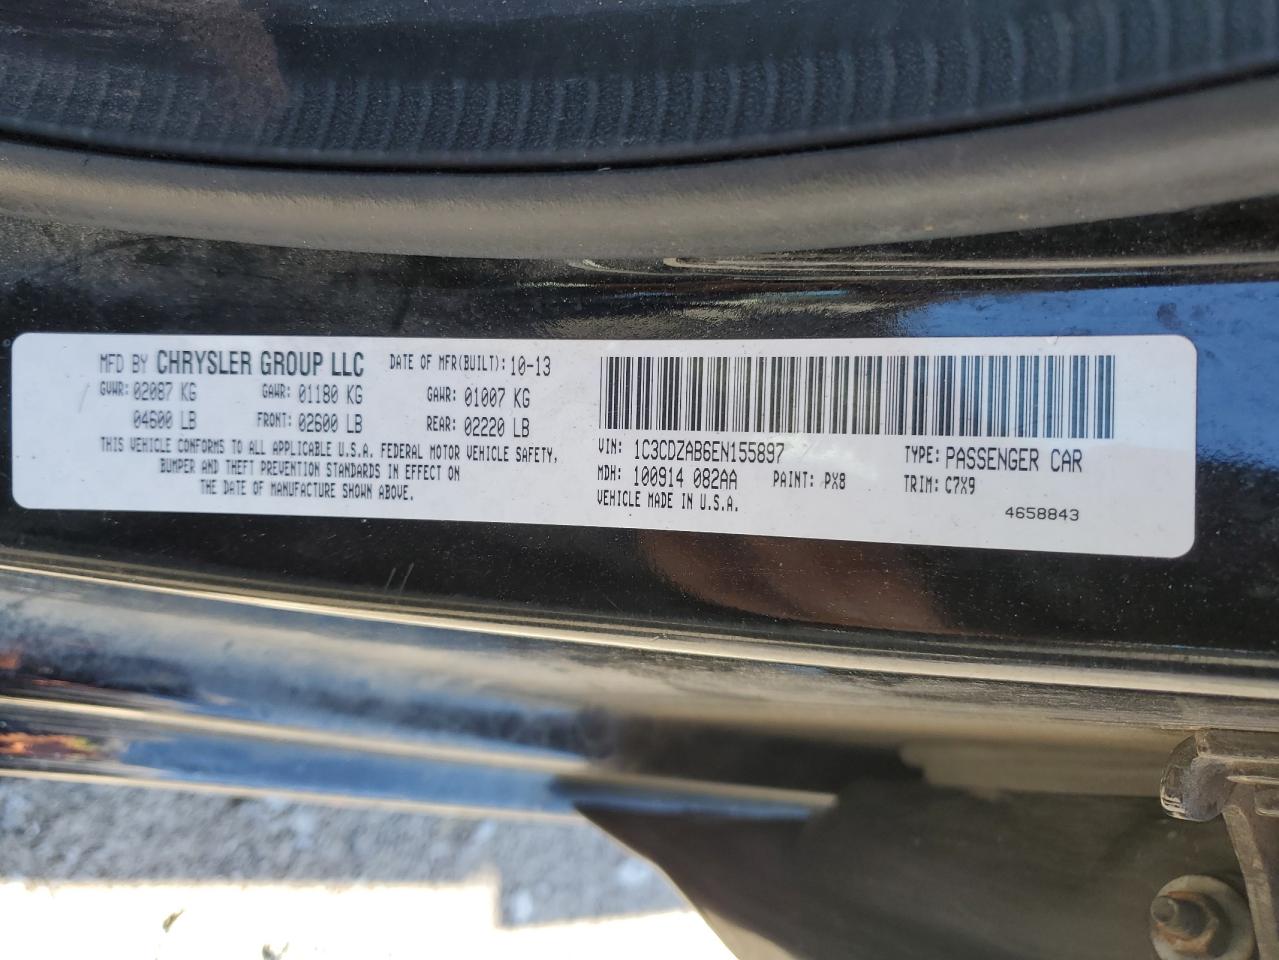 MFD BY CHRYSLER GROUP LLC DATE OF MFR(BUILT): 10-13
GVWR: 02087 KG GAWR: 01180 KG GAWR: 01007 KG
04600 LB FRONT: 02600 LB REAR: 02220 LB
THIS VEHICLE CONFORMS TO ALL APPLICABLE U.S.A. FEDERAL MOTOR VEHICLE SAFETY,
BUMPER AND THEFT PREVENTION STANDARDS IN EFFECT ON
THE DATE OF MANUFACTURE SHOWN ABOVE.
VIN: 1C3CDZAB6EN155897 TYPE: PASSENGER CAR
MDH: 100914 082AA PAINT: PX8 TRIM: C7X9
VEHICLE MADE IN U.S.A.
4658843